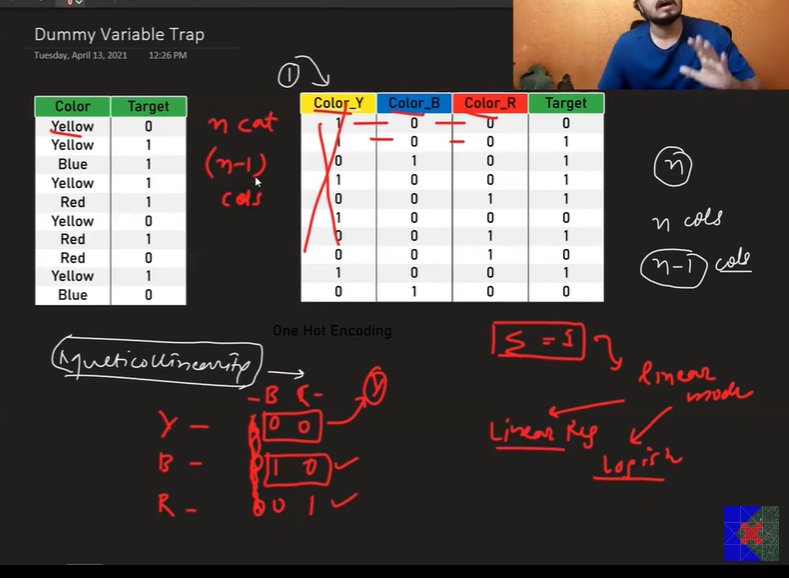 Dummy Variable Trap
Tuesday, April 13, 2021 12:26 PM
①
Color Target
Yellow 0
Yellow 1
Blue 1
Yellow 1
Red 1
Yellow 0
Red 1
Red 0
Yellow 1
Blue 0
n cat
(n-1)
cols
Color_Y Color_B Color_R Target
1 0 0 0
1 0 0 1
0 1 0 1
1 0 0 1
0 0 1 1
1 0 0 0
0 0 1 1
0 0 1 0
1 0 0 1
0 1 0 0
n
n cols
n-1 cols
One Hot Encoding
Multicollinearity
B R
Y
Y - 0 0 0
B - 0 1 0
R - 0 0 1
Σ = 1
linear
Linear Reg